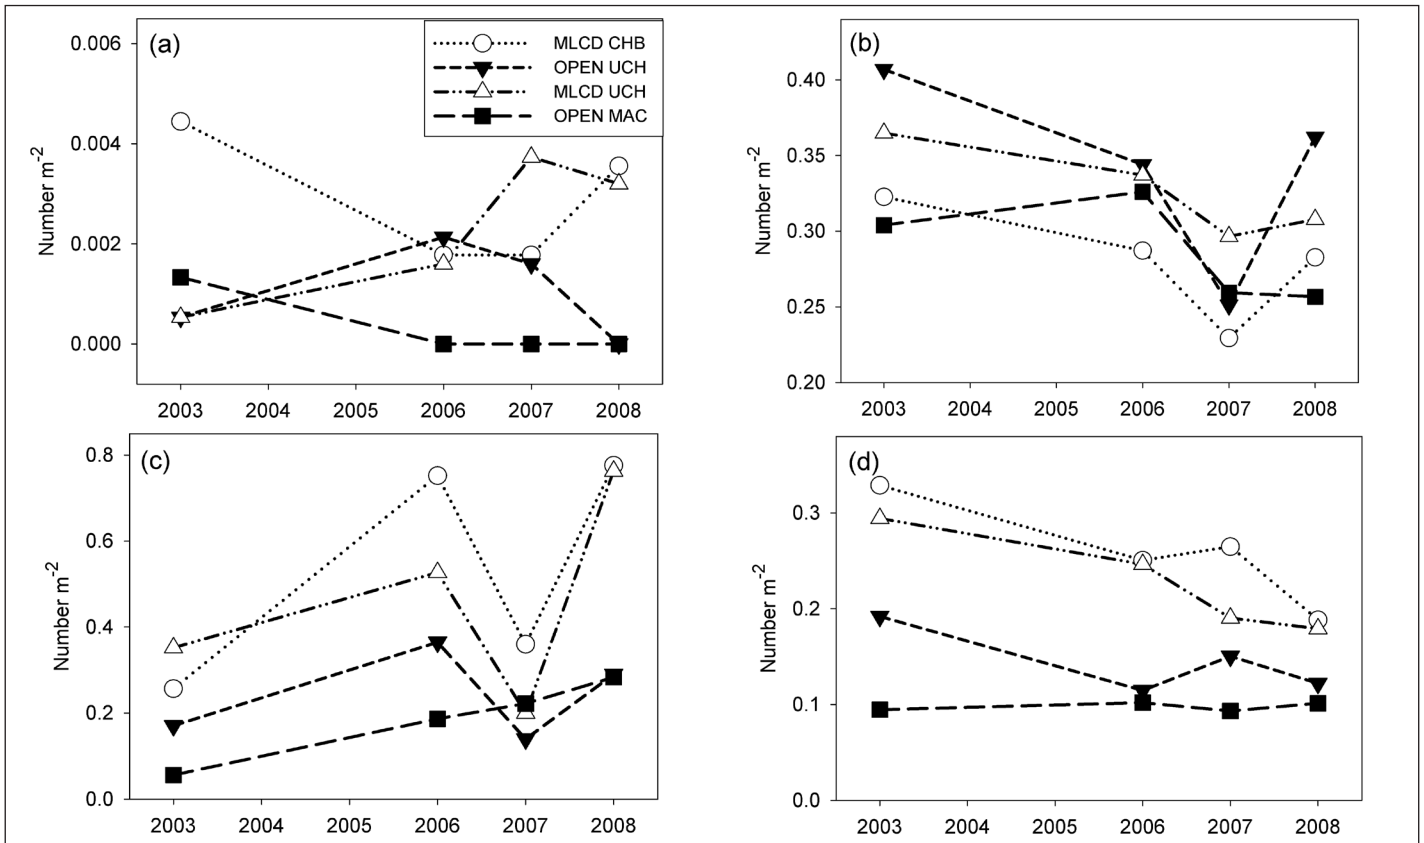 (a)
MLCD CHB
OPEN UCH
MLCD UCH
OPEN MAC
Number m-2
0.006
0.004
0.002
0.000
2003 2004 2005 2006 2007 2008
(b)
Number m-2
0.40
0.35
0.30
0.25
0.20
2003 2004 2005 2006 2007 2008
(c)
Number m-2
0.8
0.6
0.4
0.2
0.0
2003 2004 2005 2006 2007 2008
(d)
Number m-2
0.3
0.2
0.1
0.0
2003 2004 2005 2006 2007 2008